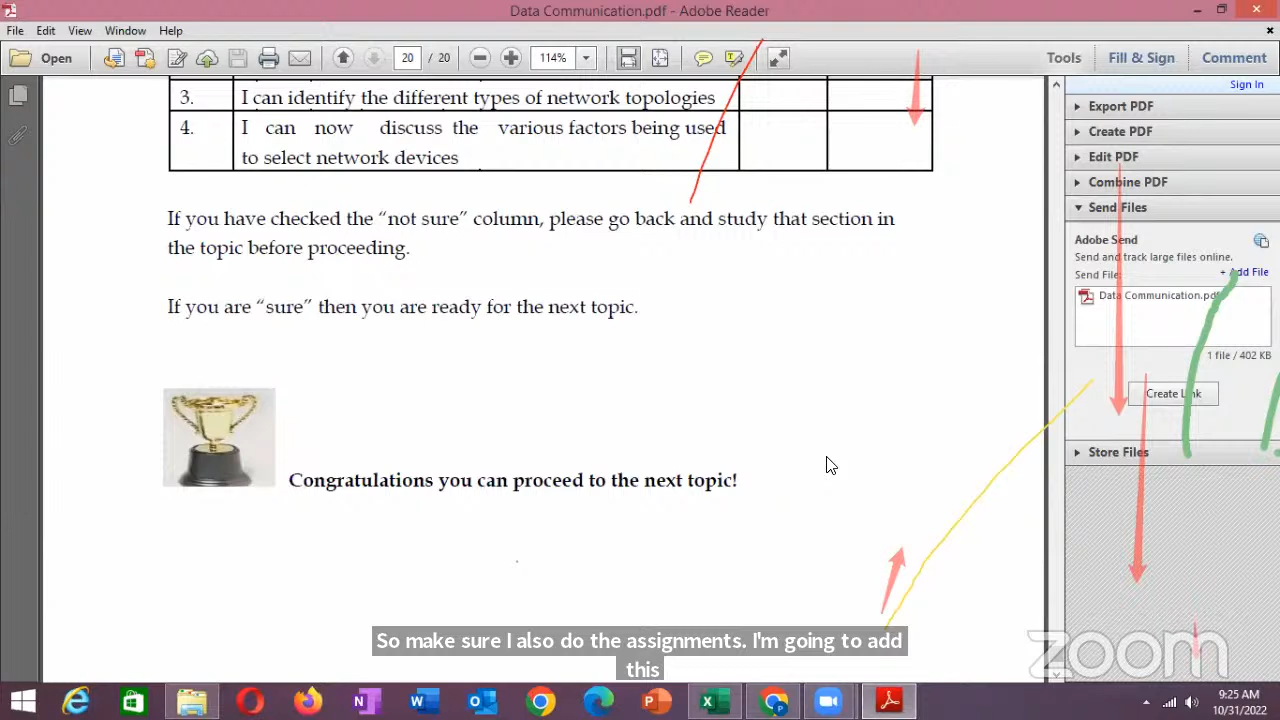 Data Communication.pdf - Adobe Reader
File Edit View Window Help
Open 20 / 20 114% Tools Fill & Sign Comment
Sign In
3. I can identify the different types of network topologies
4. I can now discuss the various factors being used
to select network devices
If you have checked the “not sure” column, please go back and study that section in
the topic before proceeding.
If you are “sure” then you are ready for the next topic.
Congratulations you can proceed to the next topic!
Export PDF
Create PDF
Edit PDF
Combine PDF
Send Files
Adobe Send
Send and track large files online.
Send File: + Add File
Data Communication.pdf
1 file / 402 KB
Create Link
Store Files
So make sure I also do the assignments. I'm going to add
this
zoom
9:25 AM
10/31/2022